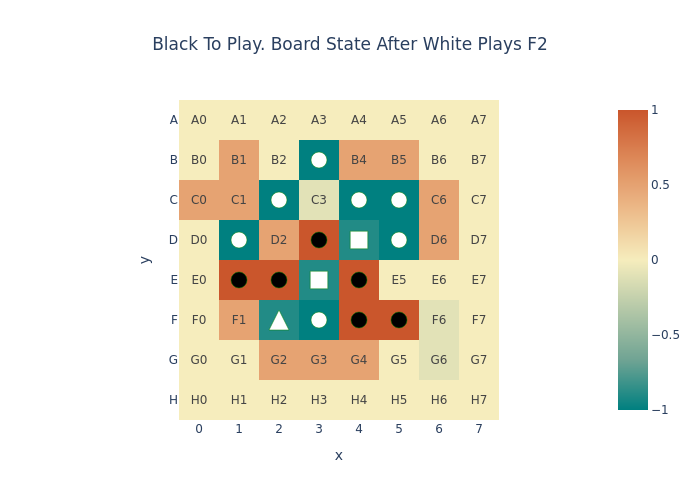 Black To Play. Board State After White Plays F2
A A0 A1 A2 A3 A4 A5 A6 A7
B B0 B1 B2 B4 B5 B6 B7
C C0 C1 C3 C6 C7
D D0 D2 D6 D7
E E0 E5 E6 E7
F F0 F1 F6 F7
G G0 G1 G2 G3 G4 G5 G6 G7
H H0 H1 H2 H3 H4 H5 H6 H7
0 1 2 3 4 5 6 7
x
y
1
0.5
0
−0.5
−1